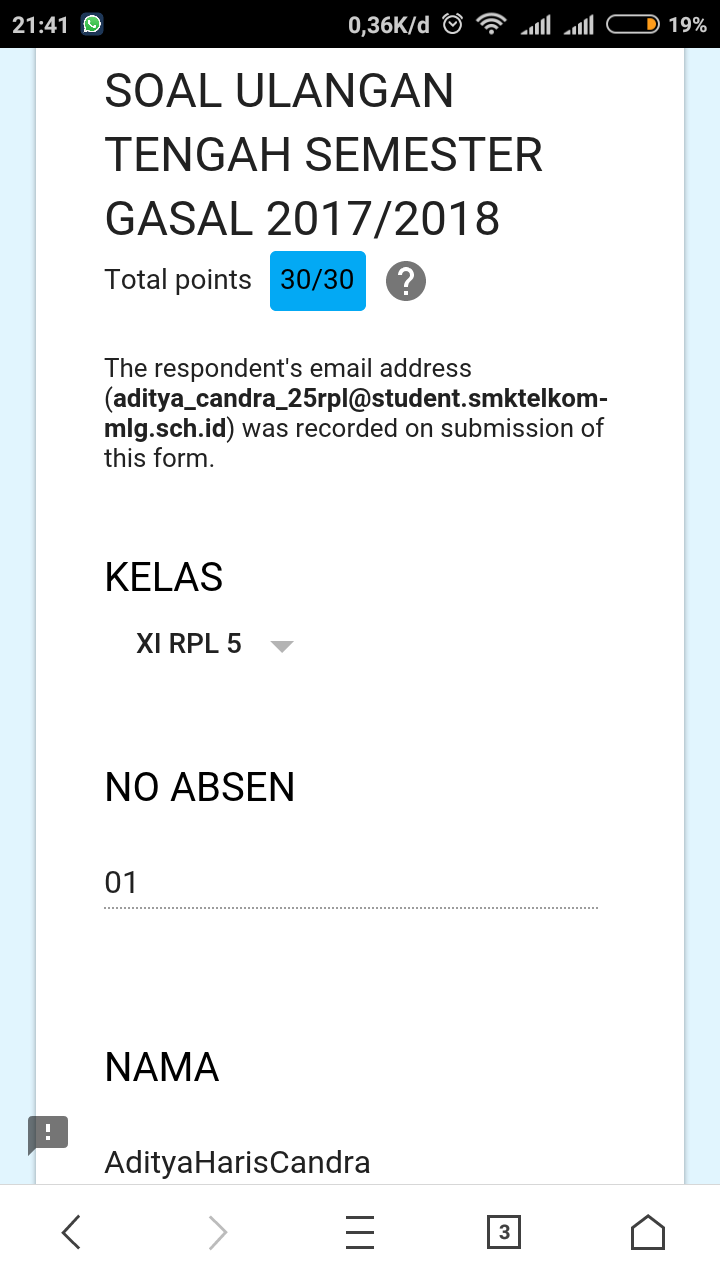 21:41 0,36K/d 19%
SOAL ULANGAN
TENGAH SEMESTER
GASAL 2017/2018
Total points 30/30 ?
The respondent's email address
(aditya_candra_25rpl@student.smktelkom-
mlg.sch.id) was recorded on submission of
this form.
KELAS
XI RPL 5
NO ABSEN
01
NAMA
AdityaHarisCandra
3